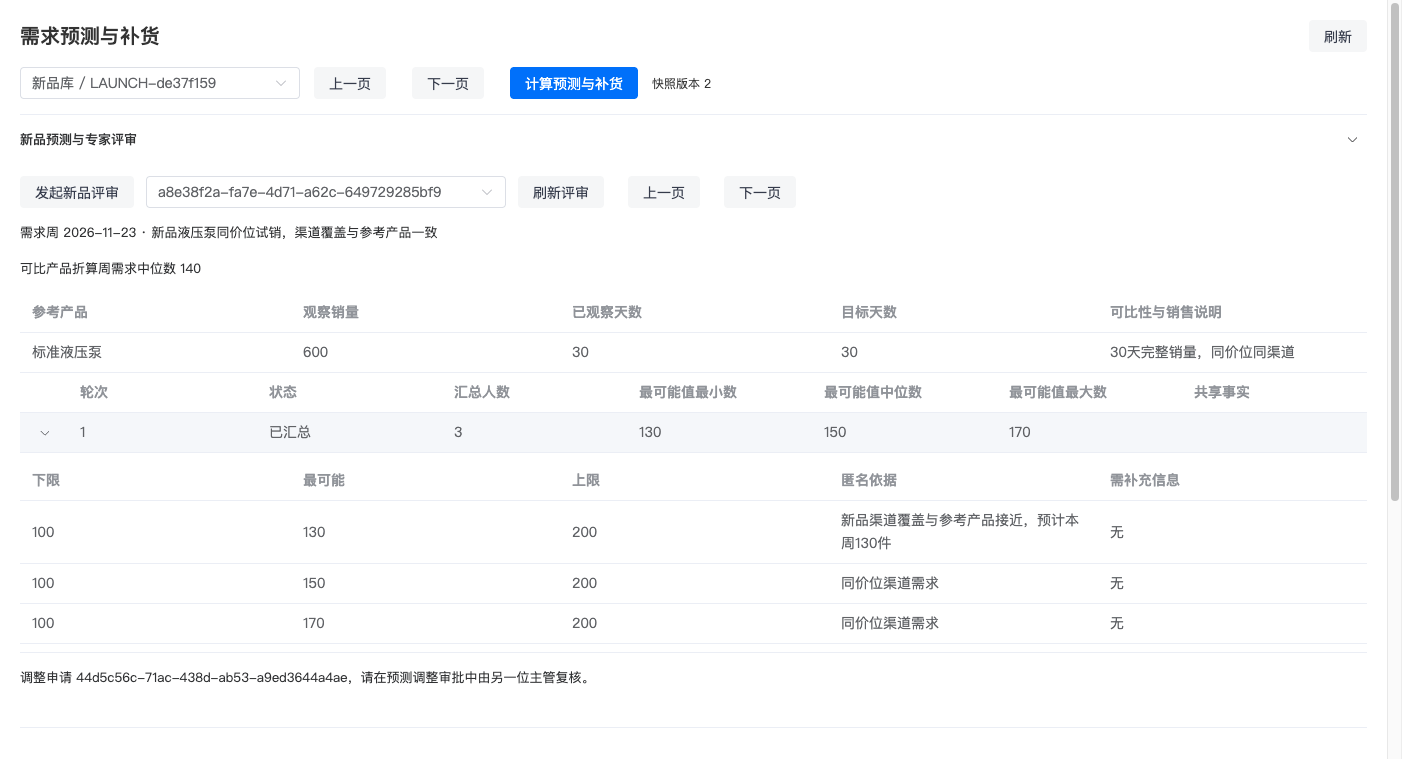 需求预测与补货
刷新
新品库 / LAUNCH-de37f159
上一页
下一页
计算预测与补货
快照版本 2
新品预测与专家评审
发起新品评审
a8e38f2a-fa7e-4d71-a62c-649729285bf9
刷新评审
上一页
下一页
需求周 2026-11-23 · 新品液压泵同价位试销，渠道覆盖与参考产品一致
可比产品折算周需求中位数 140
参考产品 观察销量 已观察天数 目标天数 可比性与销售说明
标准液压泵 600 30 30 30天完整销量，同价位同渠道
轮次 状态 汇总人数 最可能值最小数 最可能值中位数 最可能值最大数 共享事实
1 已汇总 3 130 150 170
下限 最可能 上限 匿名依据 需补充信息
100 130 200 新品渠道覆盖与参考产品接近，预计本
周130件 无
100 150 200 同价位渠道需求 无
100 170 200 同价位渠道需求 无
调整申请 44d5c56c-71ac-438d-ab53-a9ed3644a4ae，请在预测调整审批中由另一位主管复核。